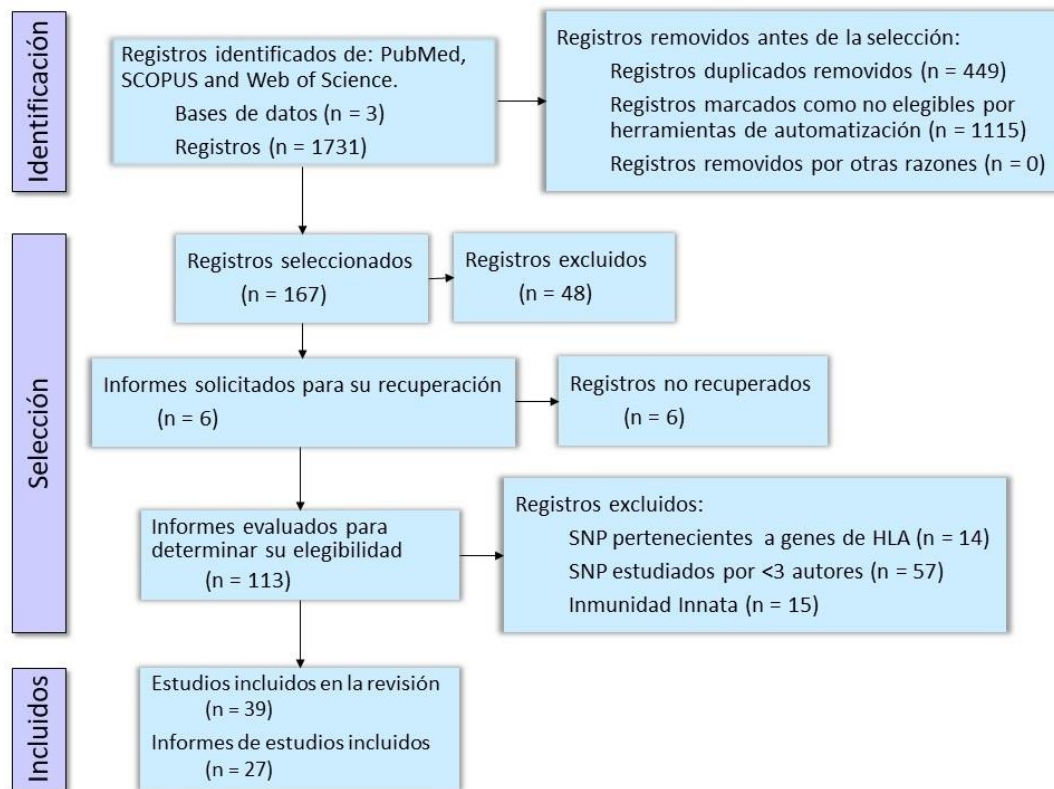 Identificación
Registros identificados de: PubMed,
SCOPUS and Web of Science.
Bases de datos (n = 3)
Registros (n = 1731)
Registros removidos antes de la selección:
Registros duplicados removidos (n = 449)
Registros marcados como no elegibles por
herramientas de automatización (n = 1115)
Registros removidos por otras razones (n = 0)
Selección
Registros seleccionados
(n = 167)
Registros excluidos
(n = 48)
Informes solicitados para su recuperación
(n = 6)
Registros no recuperados
(n = 6)
Informes evaluados para
determinar su elegibilidad
(n = 113)
Registros excluidos:
SNP pertenecientes a genes de HLA (n = 14)
SNP estudiados por <3 autores (n = 57)
Inmunidad Innata (n = 15)
Incluidos
Estudios incluidos en la revisión
(n = 39)
Informes de estudios incluidos
(n = 27)